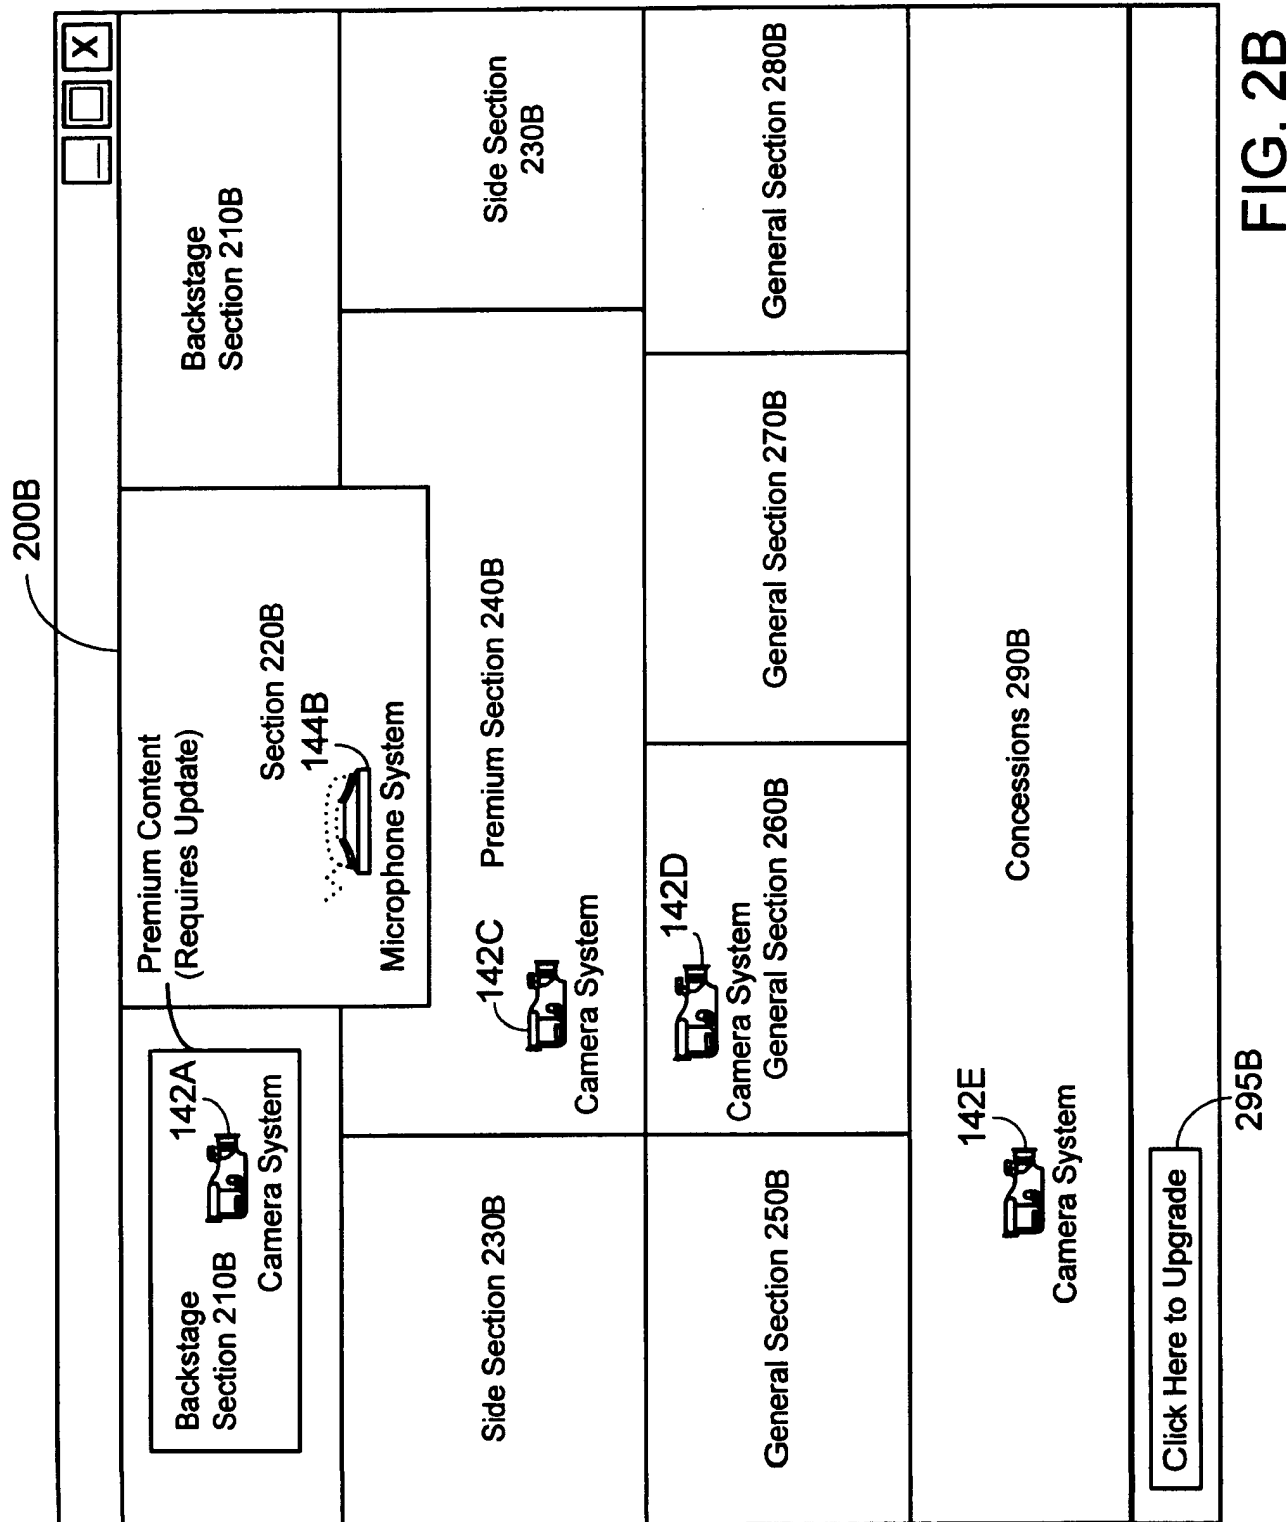 200B
X
Premium Content
(Requires Update)
Backstage
Section 210B
142A
Camera System
Section 220B
144B
Microphone System
Backstage
Section 210B
Side Section 230B
142C
Premium Section 240B
Camera System
Side Section
230B
General Section 250B
142D
Camera System
General Section 260B
General Section 270B
General Section 280B
142E
Camera System
Concessions 290B
Click Here to Upgrade
295B
FIG. 2B